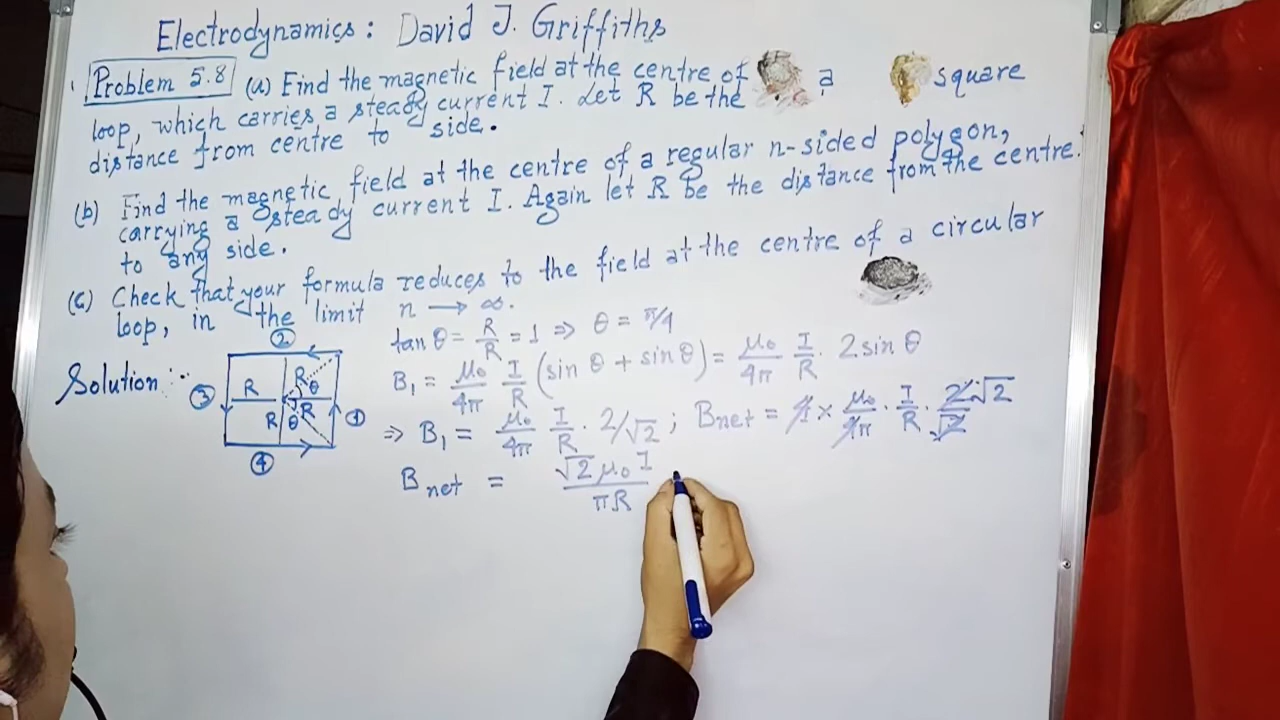 Electrodynamics: David J. Griffiths
Problem 5.8 (a) Find the magnetic field at the centre of a square
loop, which carries a steady current I. Let R be the
distance from centre to side.
(b) Find the magnetic field at the centre of a regular n-sided polygon,
carrying a steady current I. Again let R be the distance from the centre.
to any side.
(c) Check that your formula reduces to the field at the centre of a circular
loop, in the limit n → ∞.
Solution:-
② ③ ① ④
R R θ R R θ
tan θ = R/R = 1 ⇒ θ = π/4
B₁ = μ₀/4π I/R (sin θ + sin θ) = μ₀/4π I/R . 2 sin θ
⇒ B₁ = μ₀/4π I/R . 2/√2 ; Bnet = 4 × μ₀/4π . I/R . 2/√2 √2
Bnet = √2 μ₀ I / πR